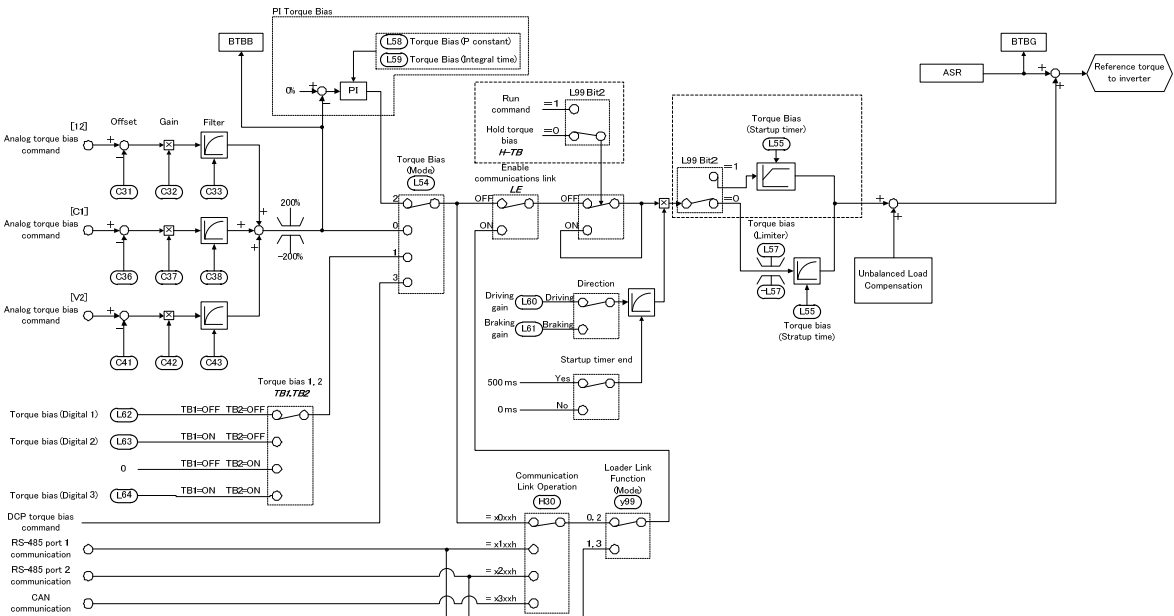 PI Torque Bias
BTBB
L58 Torque Bias (P constant)
L59 Torque Bias (Integral time)
0%
+
−
PI
BTBG
ASR
+
+
Reference torque
to inverter
L99 Bit2
Run
command
=1
Hold torque
bias
=0
H-TB
Torque Bias
(Startup timer)
L55
L99 Bit2
=1
=0
[12]
Analog torque bias
command
Offset
Gain
Filter
+
−
C31
C32
C33
[C1]
Analog torque bias
command
+
−
C36
C37
C38
[V2]
Analog torque bias
command
+
−
C41
C42
C43
+
+
+
200%
-200%
Torque Bias
(Mode)
L54
2
0
1
3
Enable
communications link
LE
OFF
ON
OFF
ON
Torque bias
(Limiter)
L57
-L57
L55
Torque bias
(Stratup time)
+
+
Unbalanced Load
Compensation
Direction
Driving
gain
L60
Driving
Braking
gain
L61
Braking
Startup timer end
500 ms
Yes
0 ms
No
Torque bias 1, 2
TB1,TB2
Torque bias (Digital 1)
L62
TB1=OFF TB2=OFF
Torque bias (Digital 2)
L63
TB1=ON TB2=OFF
0
TB1=OFF TB2=ON
Torque bias (Digital 3)
L64
TB1=ON TB2=ON
DCP torque bias
command
RS-485 port 1
communication
RS-485 port 2
communication
CAN
communication
Communication
Link Operation
H30
= x0xxh
= x1xxh
= x2xxh
= x3xxh
Loader Link
Function
(Mode)
y99
0, 2
1, 3